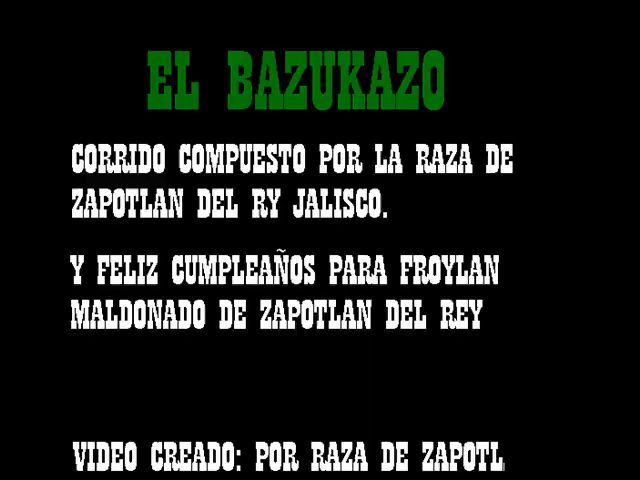 EL BAZUKAZO
CORRIDO COMPUESTO POR LA RAZA DE
ZAPOTLAN DEL RY JALISCO.
Y FELIZ CUMPLEAÑOS PARA FROYLAN
MALDONADO DE ZAPOTLAN DEL REY
VIDEO CREADO: POR RAZA DE ZAPOTL